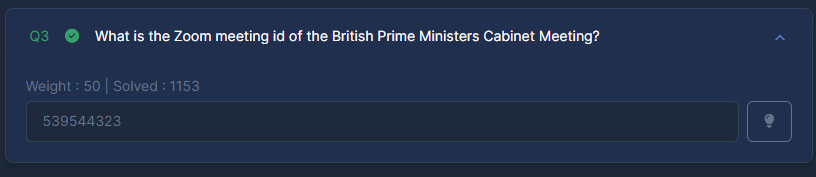 Q3 What is the Zoom meeting id of the British Prime Ministers Cabinet Meeting?
Weight : 50 | Solved : 1153
539544323